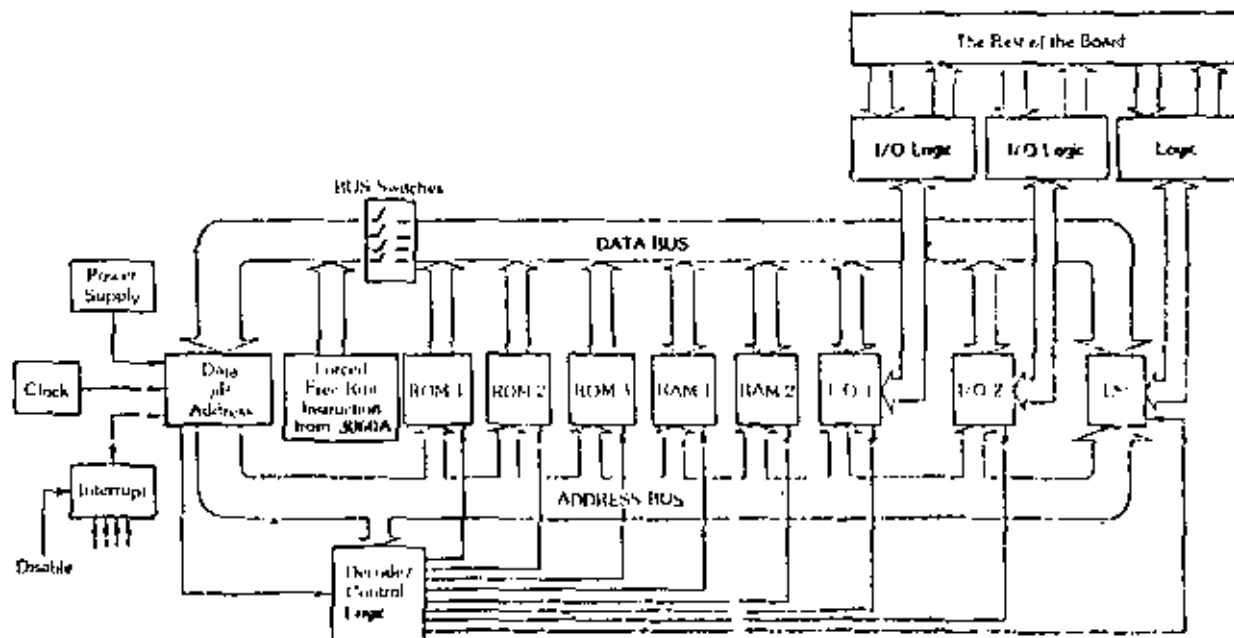 The Rest of the Board
I/O Logic
I/O Logic
Logic
BUS Switches
DATA BUS
Power
Supply
Clock
Data
µP
Address
Forced
Free Run
Instruction
from 3060A
ROM 1
ROM 2
ROM 3
RAM 1
RAM 2
I/O 1
I/O 2
Interrupt
Disable
ADDRESS BUS
Decode/
Control
Logic